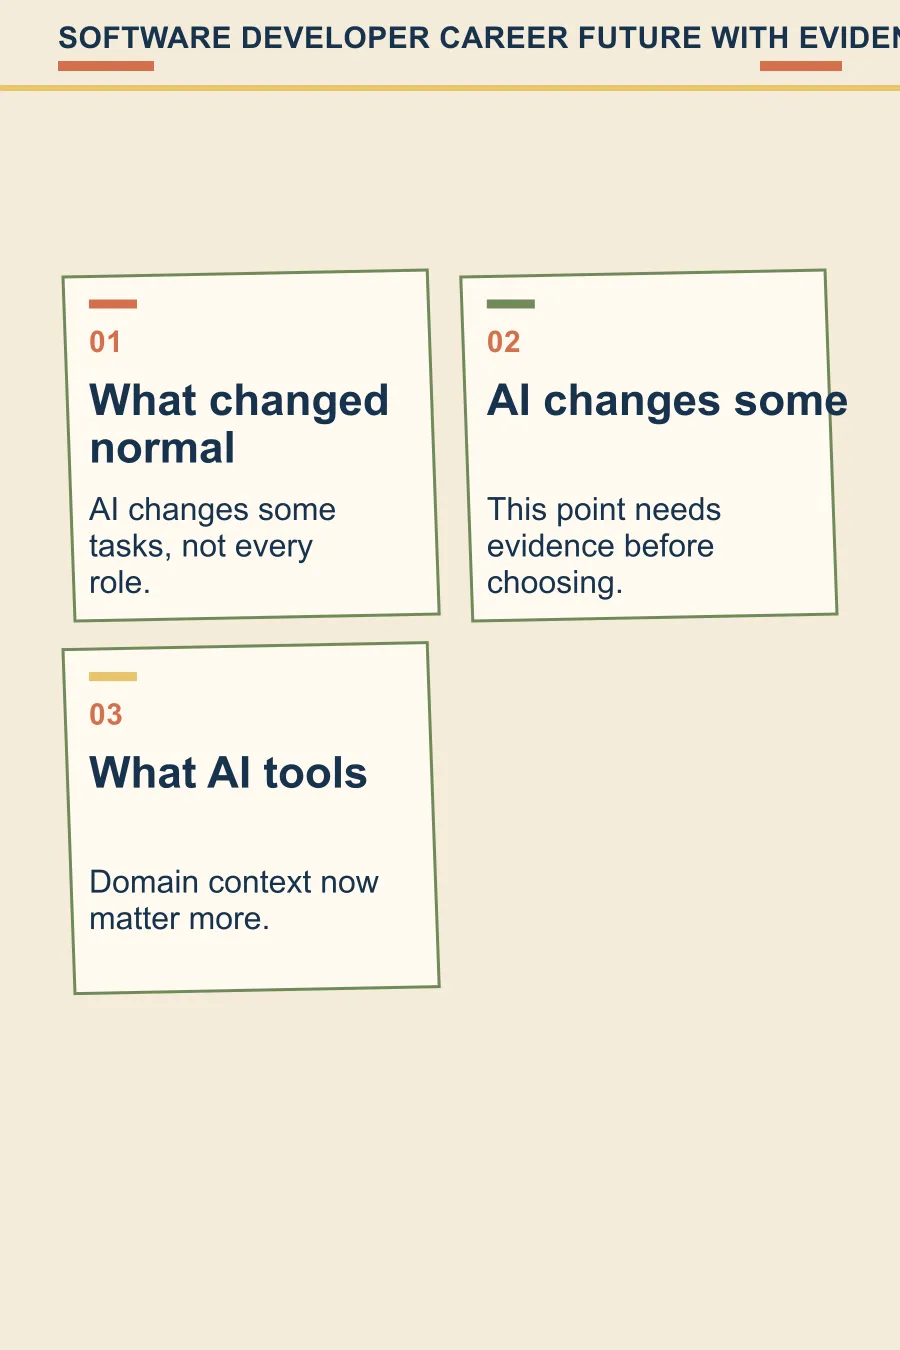 SOFTWARE DEVELOPER CAREER FUTURE WITH EVIDEN
01
What changed
normal
AI changes some
tasks, not every
role.
02
AI changes some
This point needs
evidence before
choosing.
03
What AI tools
Domain context now
matter more.